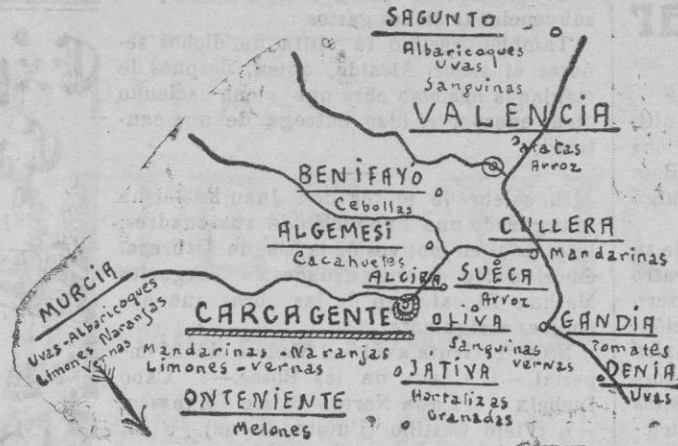 SAGUNTO
Albaricoques
Uvas
Sanguinas
VALENCIA
Patatas
Arroz
BENIFAYO
Cebollas
ALGEMESI
Cacahuetes
CULLERA
Mandarinas
ALCIRA
SUECA
Arroz
MURCIA
Uvas-Albaricoques
Limones Naranjas
Vernas
CARCAGENTE
Mandarinas-Naranjas
Limones-Vernas
OLIVA
Sanguinas
Vernas
GANDIA
Tomates
DENIA
Uvas
JATIVA
Hortalizas
Granadas
ONTENIENTE
Melones